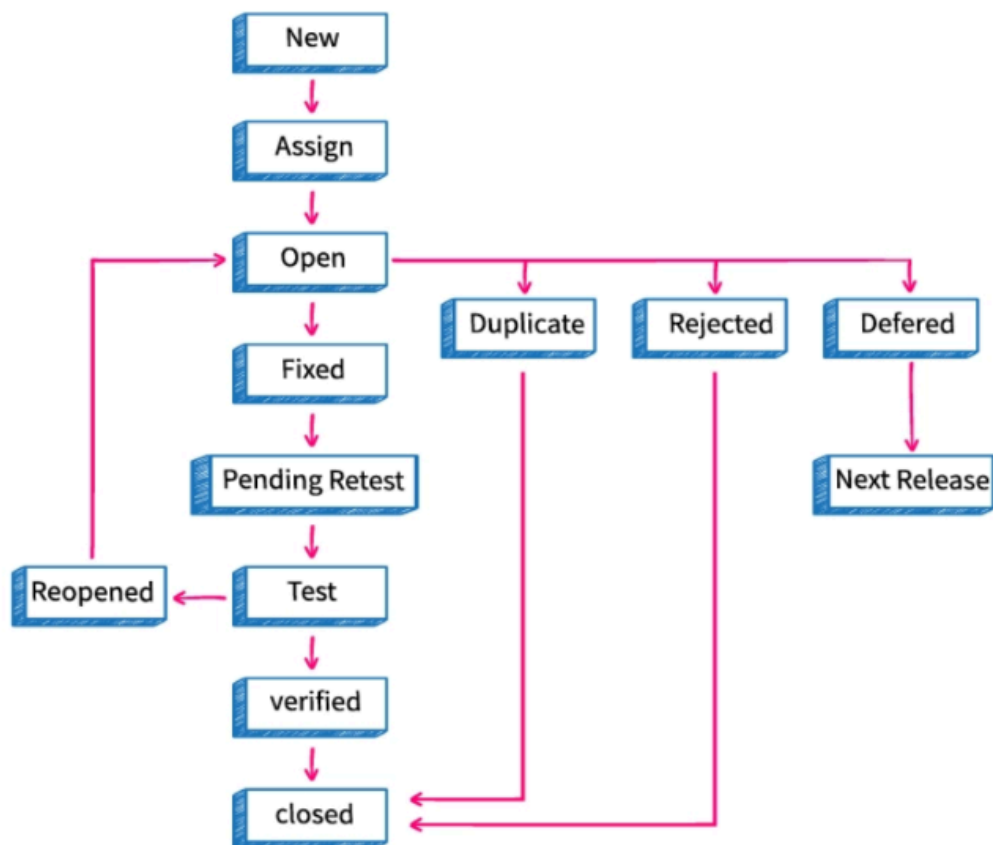 New
Assign
Open
Duplicate
Rejected
Defered
Fixed
Pending Retest
Next Release
Reopened
Test
verified
closed